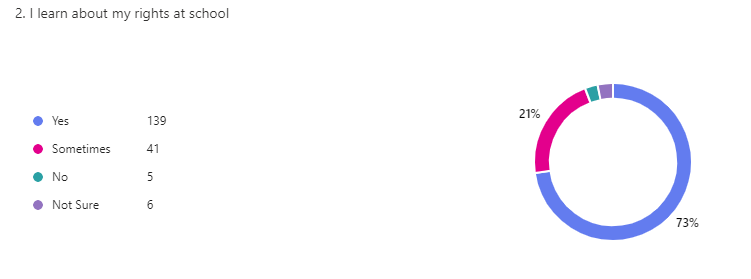 2. I learn about my rights at school
Yes 139
Sometimes 41
No 5
Not Sure 6
21%
73%